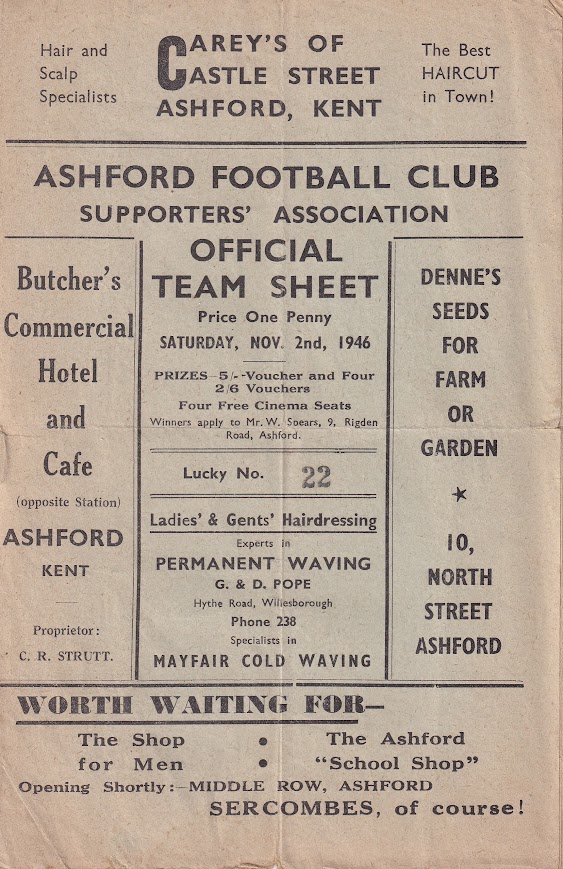 Hair and
Scalp
Specialists
CAREY'S OF
CASTLE STREET
ASHFORD, KENT
The Best
HAIRCUT
in Town!
ASHFORD FOOTBALL CLUB
SUPPORTERS' ASSOCIATION
Butcher's
Commercial
Hotel
and
Cafe
(opposite Station)
ASHFORD
KENT
Proprietor:
C. R. STRUTT.
OFFICIAL
TEAM SHEET
Price One Penny
SATURDAY, NOV. 2nd, 1946
PRIZES—5/- Voucher and Four
2/6 Vouchers
Four Free Cinema Seats
Winners apply to Mr. W. Spears, 9, Rigden
Road, Ashford.
Lucky No. 22
Ladies' & Gents' Hairdressing
Experts in
PERMANENT WAVING
G. & D. POPE
Hythe Road, Willesborough
Phone 238
Specialists in
MAYFAIR COLD WAVING
DENNE'S
SEEDS
FOR
FARM
OR
GARDEN
★
10,
NORTH
STREET
ASHFORD
WORTH WAITING FOR—
The Shop ● The Ashford
for Men ● "School Shop"
Opening Shortly:—MIDDLE ROW, ASHFORD
SERCOMBES, of course!